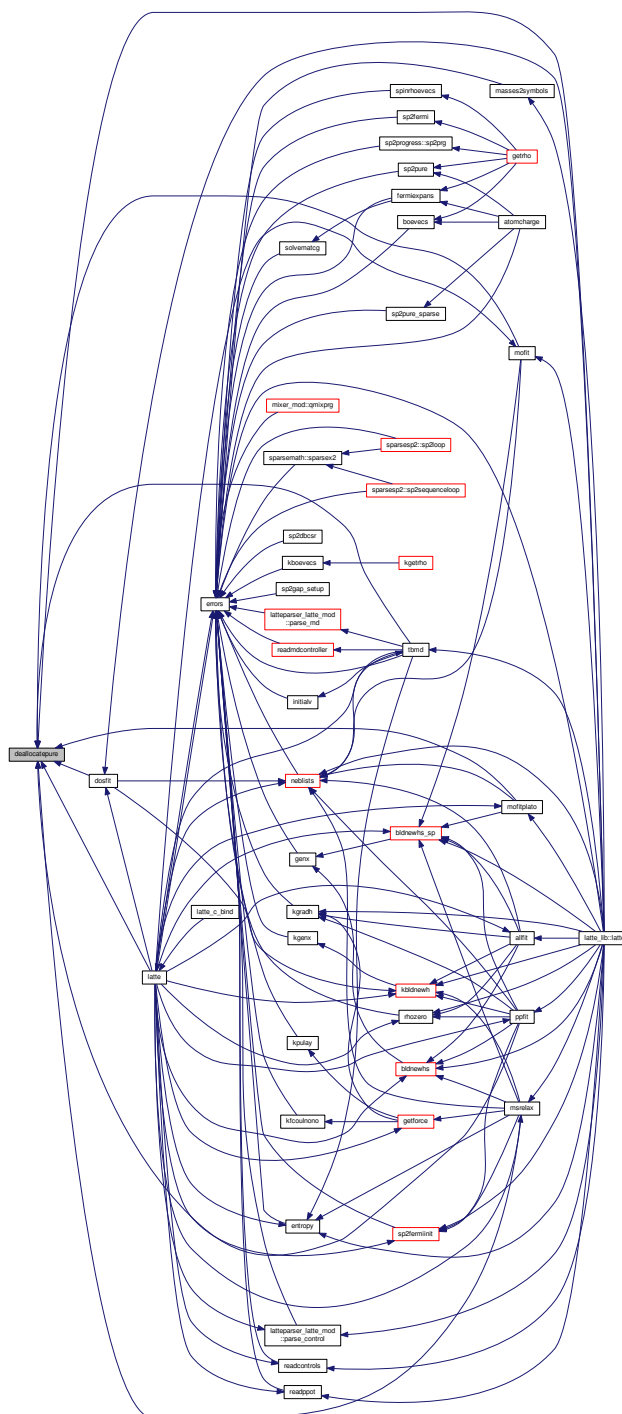 spinrhoevecs
masses2symbols
sp2fermi
sp2progress::sp2prg
getrho
sp2pure
fermiexpans
boevecs
atomcharge
solvematcg
sp2pure_sparse
mofit
mixer_mod::qmixprg
sparsesp2::sp2loop
sparsemath::sparsex2
sparsesp2::sp2sequenceloop
sp2dbcsr
kboevecs
kgetrho
sp2gap_setup
errors
latteparser_latte_mod
::parse_md
readmdcontroller
tbmd
initialv
deallocatepure
dosfit
neblists
mofitplato
bldnewhs_sp
genx
latte_c_bind
kgradh
kgenx
allfit
latte_lib::latte
latte
kbldnewh
rhozero
ppfit
kpulay
bldnewhs
msrelax
kfcoulnono
getforce
entropy
sp2fermiinit
latteparser_latte_mod
::parse_control
readcontrols
readppot